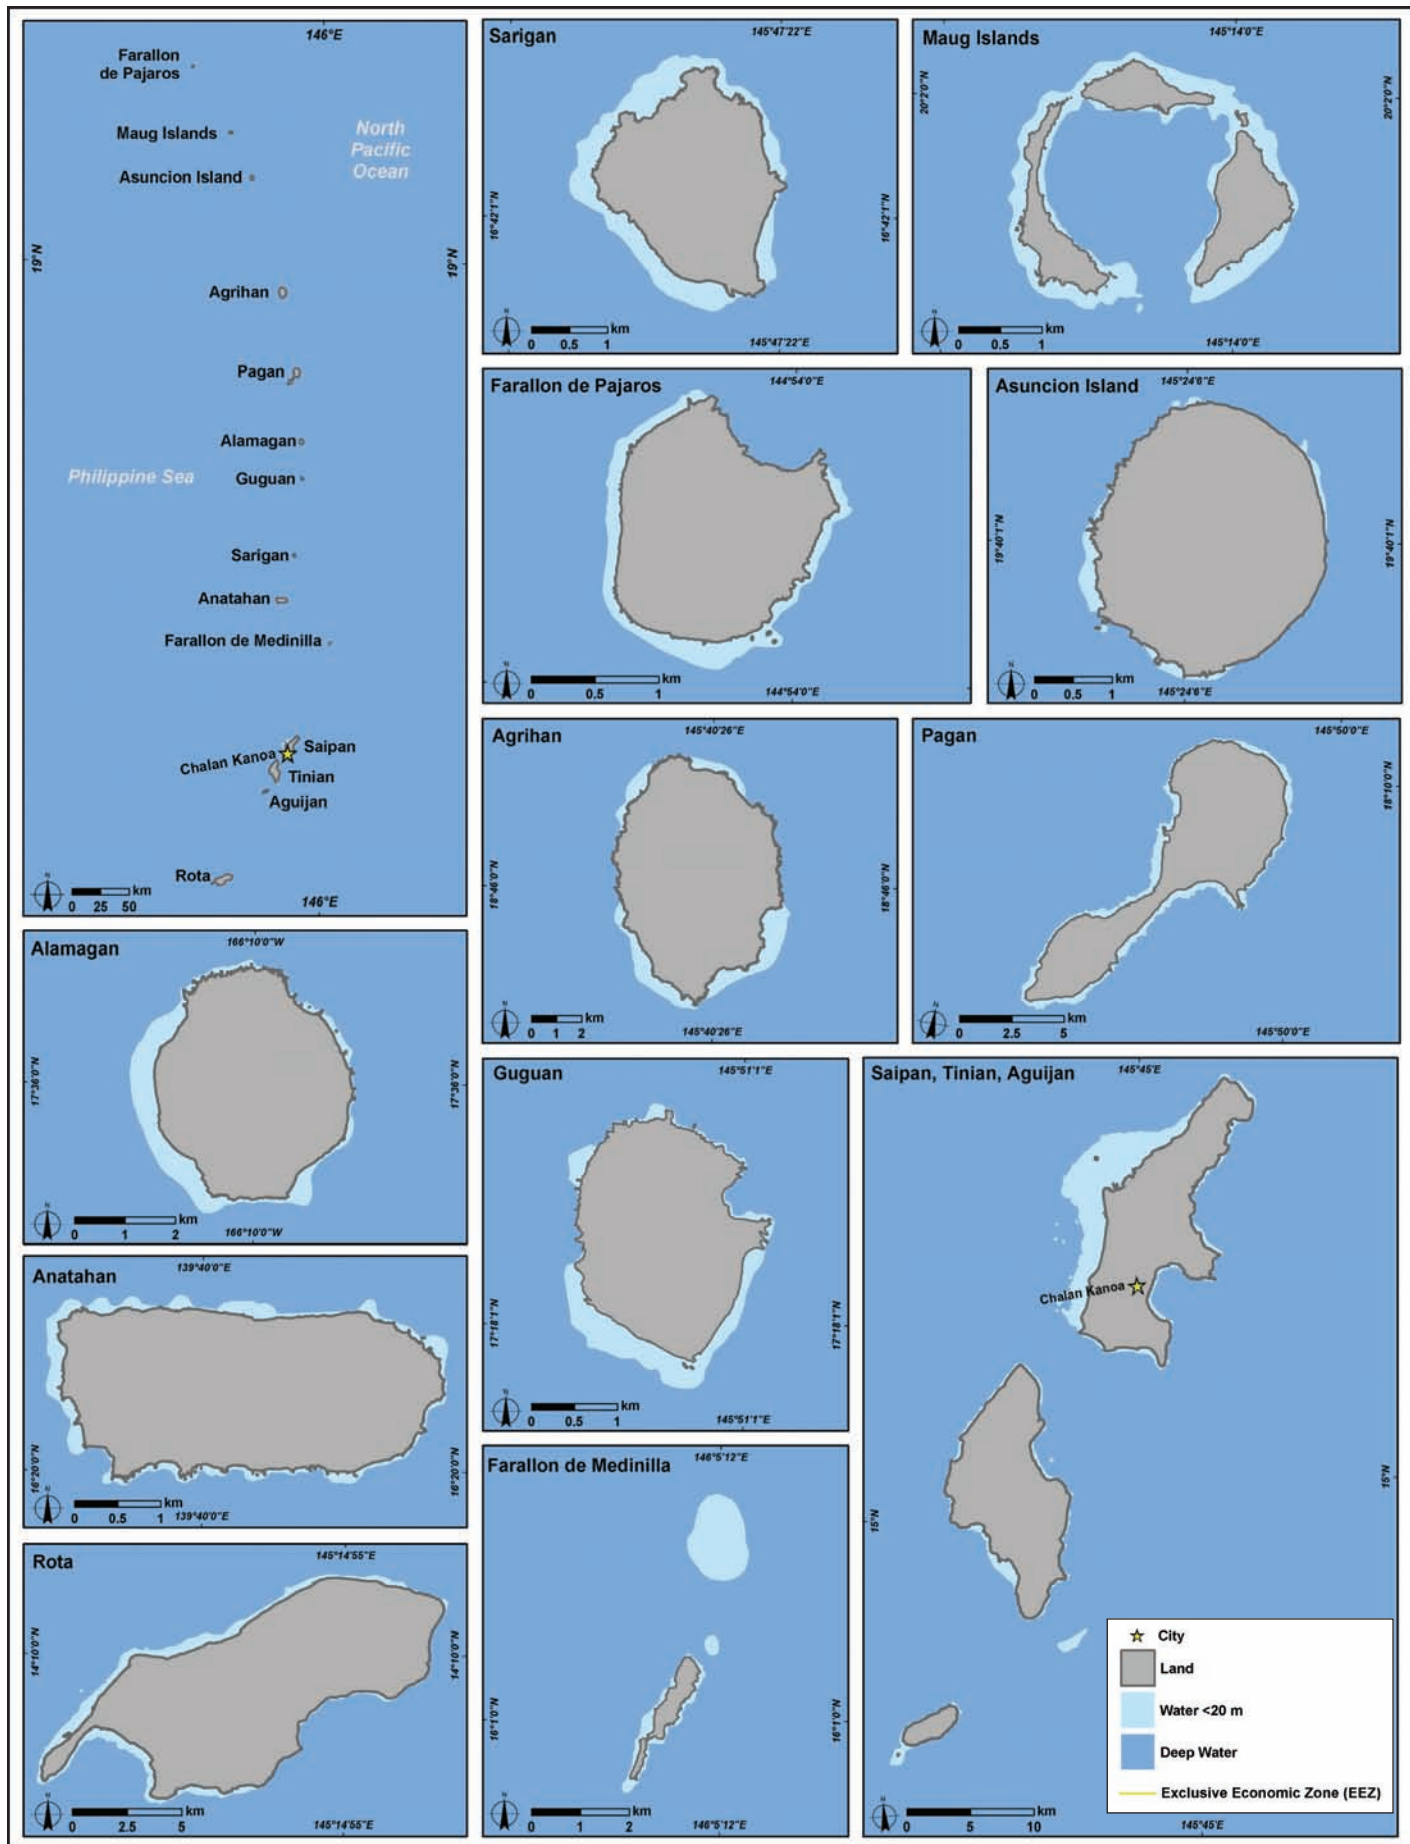 146°E
Farallon
de Pajaros
Maug Islands
North
Pacific
Ocean
Asuncion Island
19°N
19°N
Agrihan
Pagan
Alamagan
Philippine Sea
Guguan
Sarigan
Anatahan
Farallon de Medinilla
Saipan
Chalan Kanoa
Tinian
Aguijan
Rota
N
km
0 25 50
146°E
Sarigan
145°47'22"E
16°42'1"N
16°42'1"N
N
km
0 0.5 1
145°47'22"E
Maug Islands
145°14'0"E
20°2'0"N
20°2'0"N
N
km
0 0.5 1
145°14'0"E
Farallon de Pajaros
144°54'0"E
N
km
0 0.5 1
144°54'0"E
Asuncion Island
145°24'6"E
19°40'1"N
19°40'1"N
N
km
0 0.5 1
145°24'6"E
Agrihan
145°40'26"E
18°46'0"N
18°46'0"N
N
km
0 1 2
145°40'26"E
Pagan
145°50'0"E
18°10'0"N
N
km
0 2.5 5
145°50'0"E
Alamagan
166°10'0"W
17°36'0"N
17°36'0"N
N
km
0 1 2
166°10'0"W
Guguan
145°51'1"E
17°18'1"N
17°18'1"N
N
km
0 0.5 1
145°51'1"E
Saipan, Tinian, Aguijan
145°45'E
Chalan Kanoa
15°N
15°N
N
km
0 5 10
145°45'E
Anatahan
139°40'0"E
16°20'0"N
16°20'0"N
N
km
0 0.5 1
139°40'0"E
Farallon de Medinilla
146°5'12"E
16°1'0"N
16°1'0"N
N
km
0 1 2
146°5'12"E
Rota
145°14'55"E
14°10'0"N
14°10'0"N
N
km
0 2.5 5
145°14'55"E
City
Land
Water <20 m
Deep Water
Exclusive Economic Zone (EEZ)